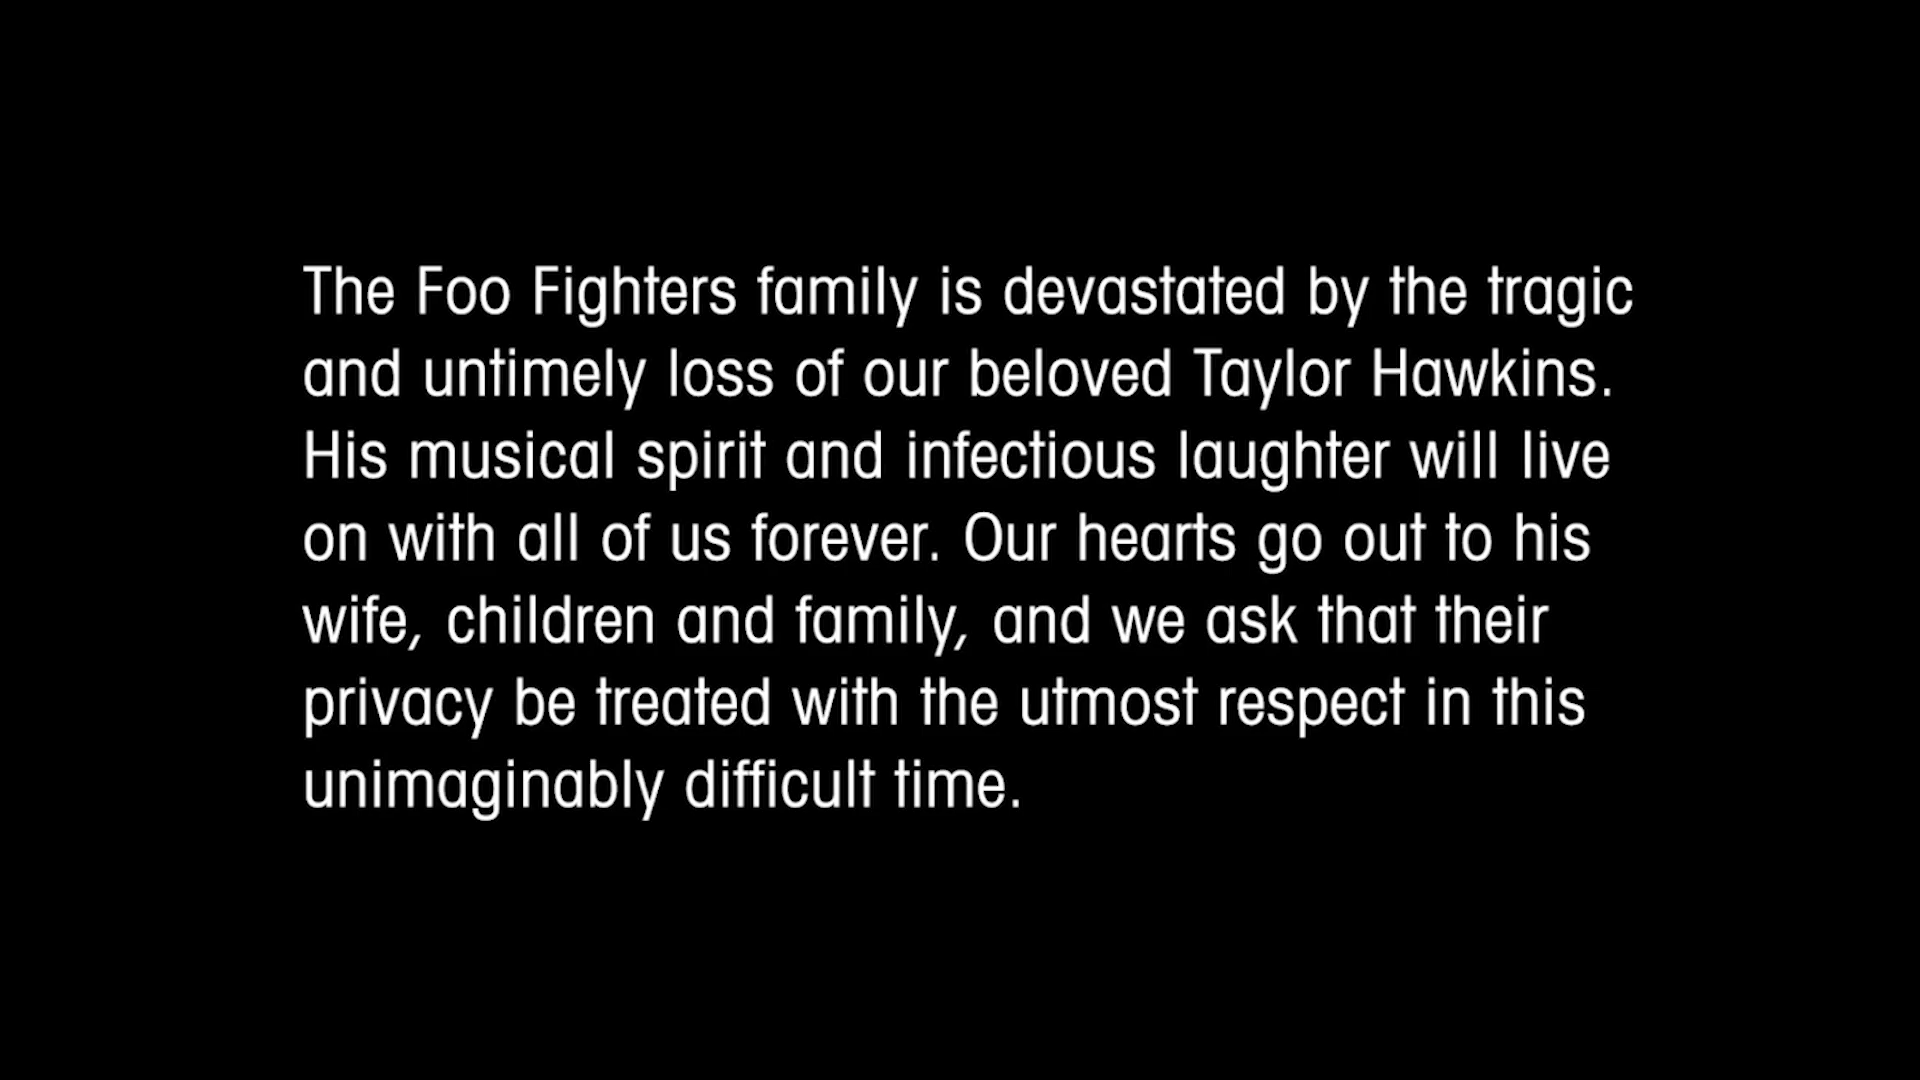 The Foo Fighters family is devastated by the tragic
and untimely loss of our beloved Taylor Hawkins.
His musical spirit and infectious laughter will live
on with all of us forever. Our hearts go out to his
wife, children and family, and we ask that their
privacy be treated with the utmost respect in this
unimaginably difficult time.